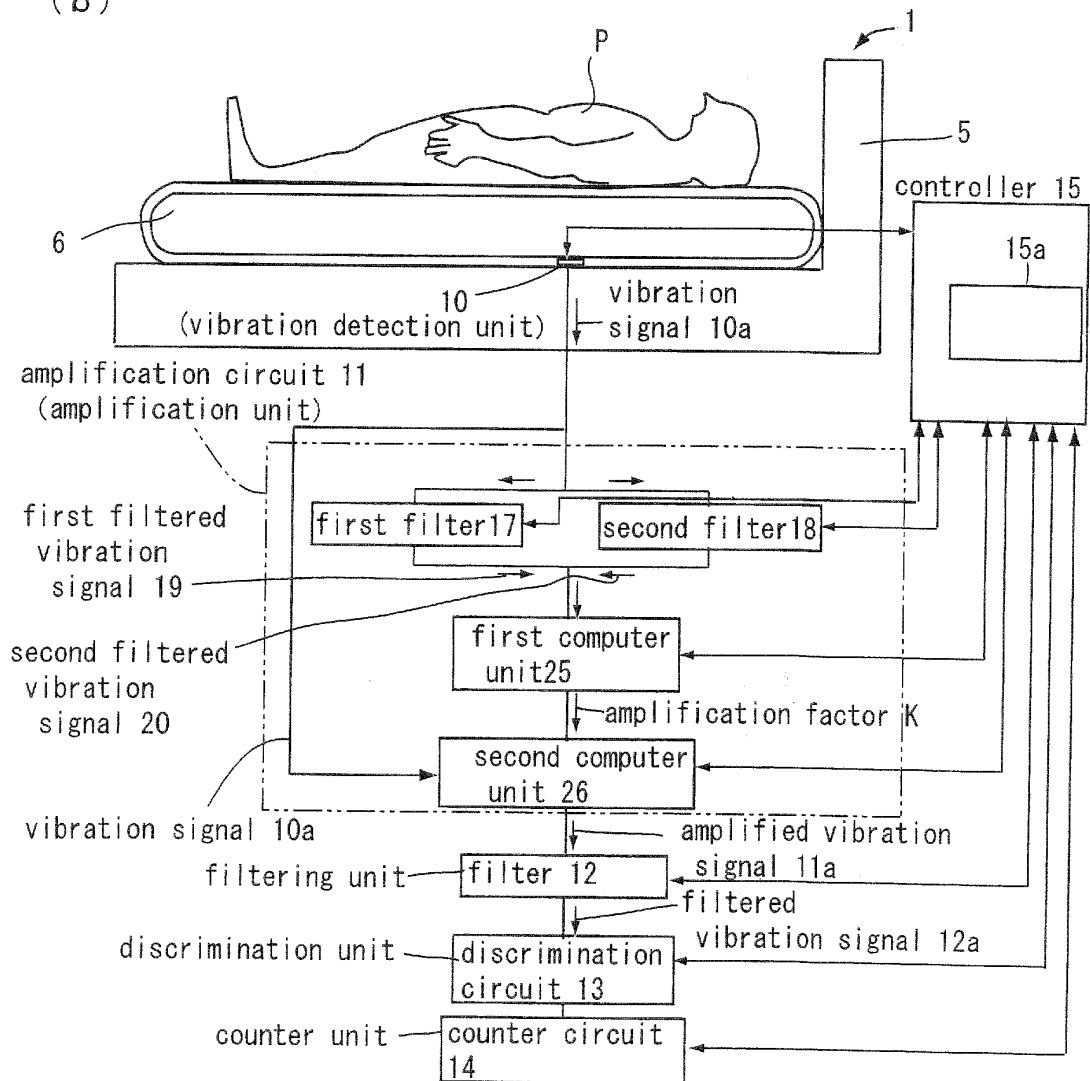 (b)
1
P
5
controller 15
15a
6
10
(vibration detection unit)
vibration
signal 10a
amplification circuit 11
(amplification unit)
first filter17
second filter18
first filtered
vibration
signal 19
first computer
unit25
second filtered
vibration
signal 20
amplification factor K
second computer
unit 26
vibration signal 10a
amplified vibration
signal 11a
filtering unit
filter 12
filtered
vibration signal 12a
discrimination unit
discrimination
circuit 13
counter unit
counter circuit
14